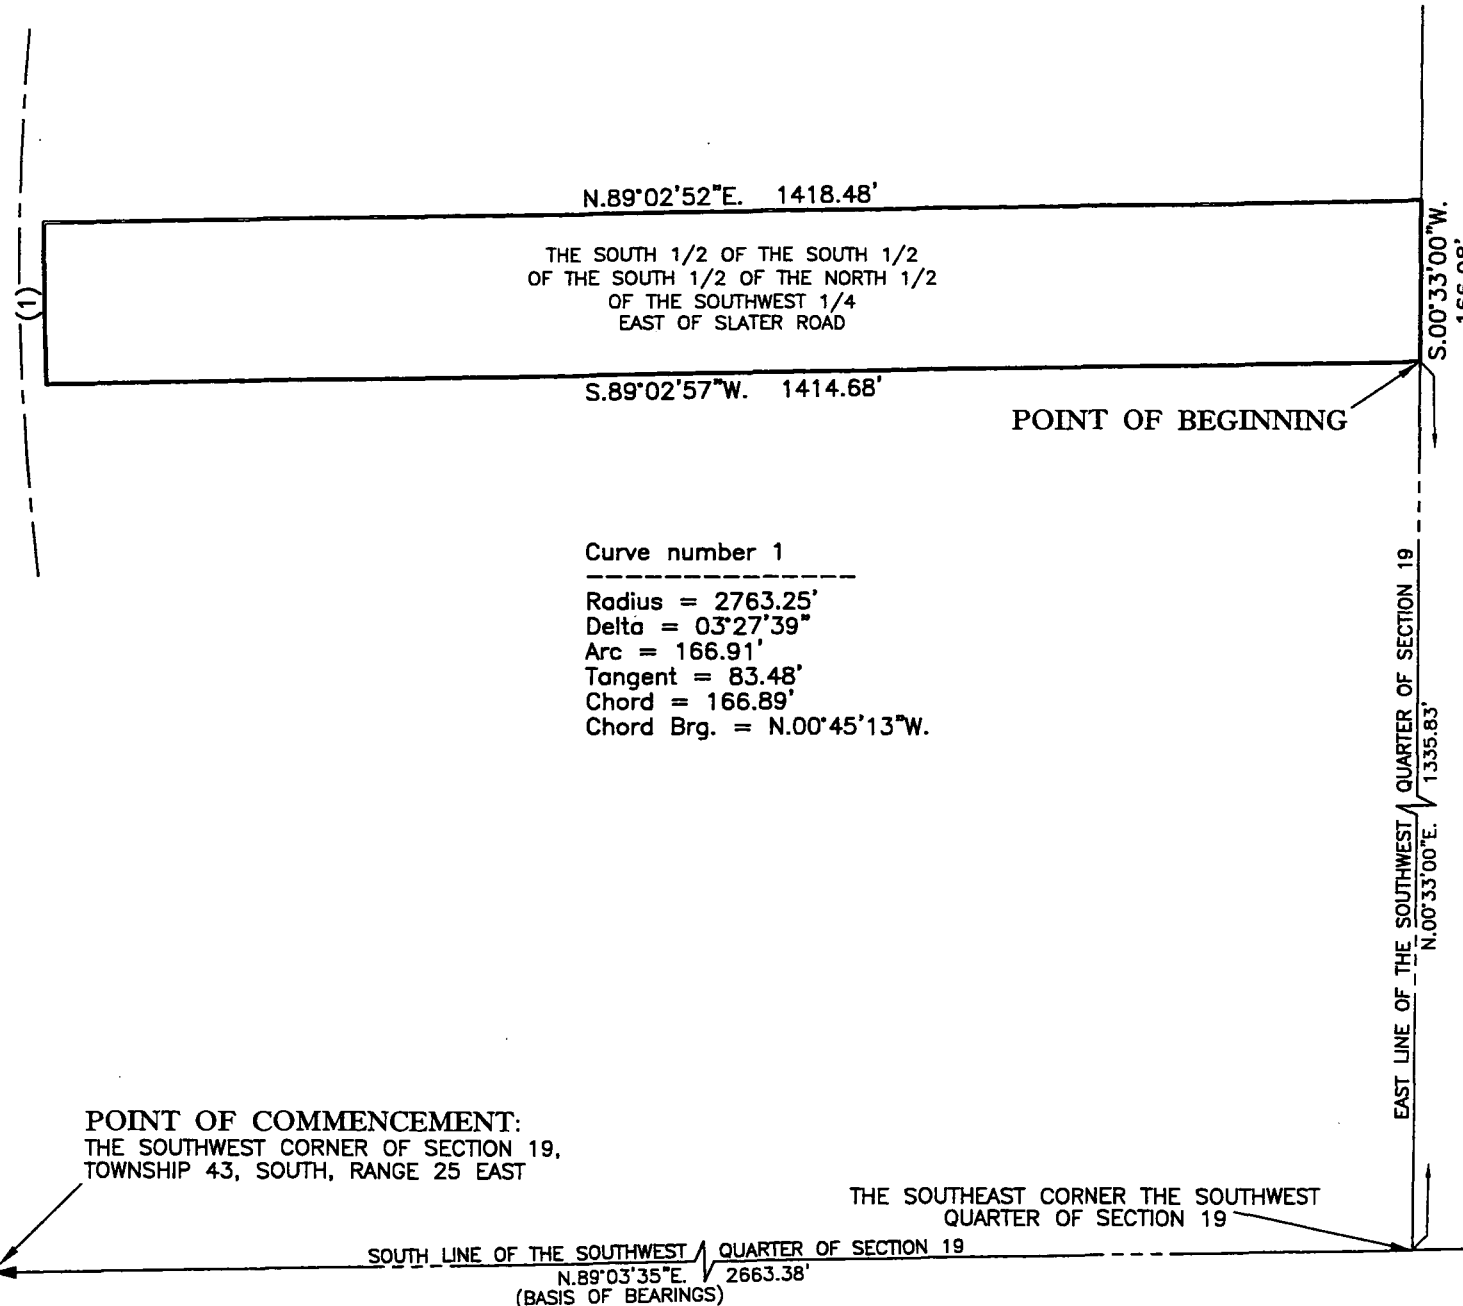 N.89°02'52"E. 1418.48'
THE SOUTH 1/2 OF THE SOUTH 1/2
OF THE SOUTH 1/2 OF THE NORTH 1/2
OF THE SOUTHWEST 1/4
EAST OF SLATER ROAD
(1)
S.00°33'00"W.
166.98'
S.89°02'57"W. 1414.68'
POINT OF BEGINNING
Curve number 1
---------------
Radius = 2763.25'
Delta = 03°27'39"
Arc = 166.91'
Tangent = 83.48'
Chord = 166.89'
Chord Brg. = N.00°45'13"W.
EAST LINE OF THE SOUTHWEST QUARTER OF SECTION 19
N.00°33'00"E. 1335.83'
POINT OF COMMENCEMENT:
THE SOUTHWEST CORNER OF SECTION 19,
TOWNSHIP 43, SOUTH, RANGE 25 EAST
THE SOUTHEAST CORNER THE SOUTHWEST
QUARTER OF SECTION 19
SOUTH LINE OF THE SOUTHWEST QUARTER OF SECTION 19
N.89°03'35"E. 2663.38'
(BASIS OF BEARINGS)